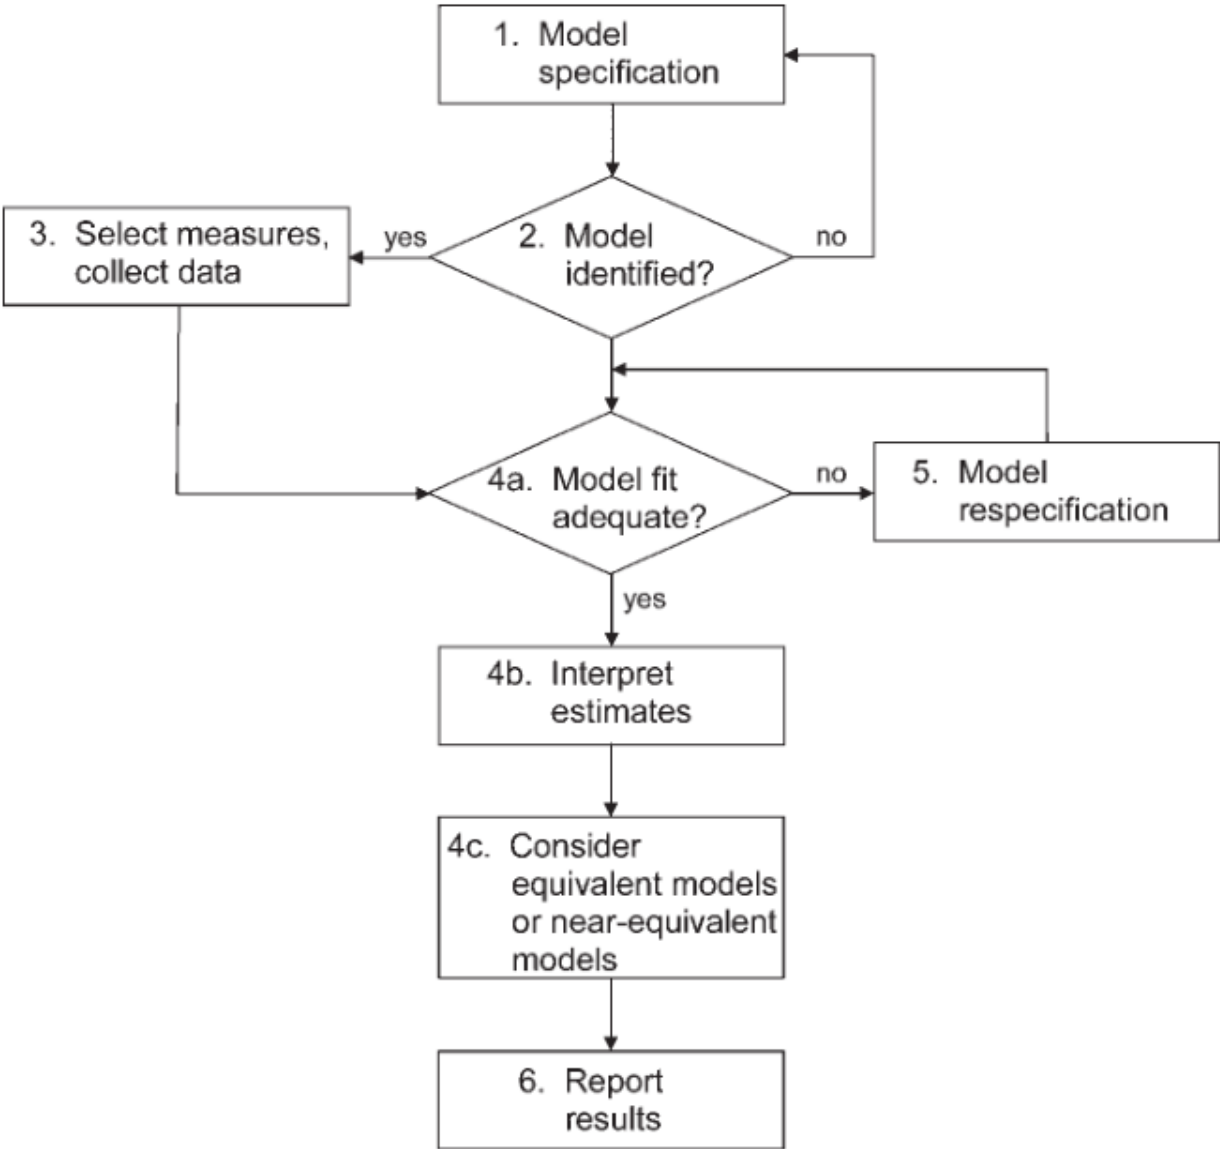 1. Model
specification
3. Select measures,
collect data
yes
2. Model
identified?
no
4a. Model fit
adequate?
no
5. Model
respecification
yes
4b. Interpret
estimates
4c. Consider
equivalent models
or near-equivalent
models
6. Report
results